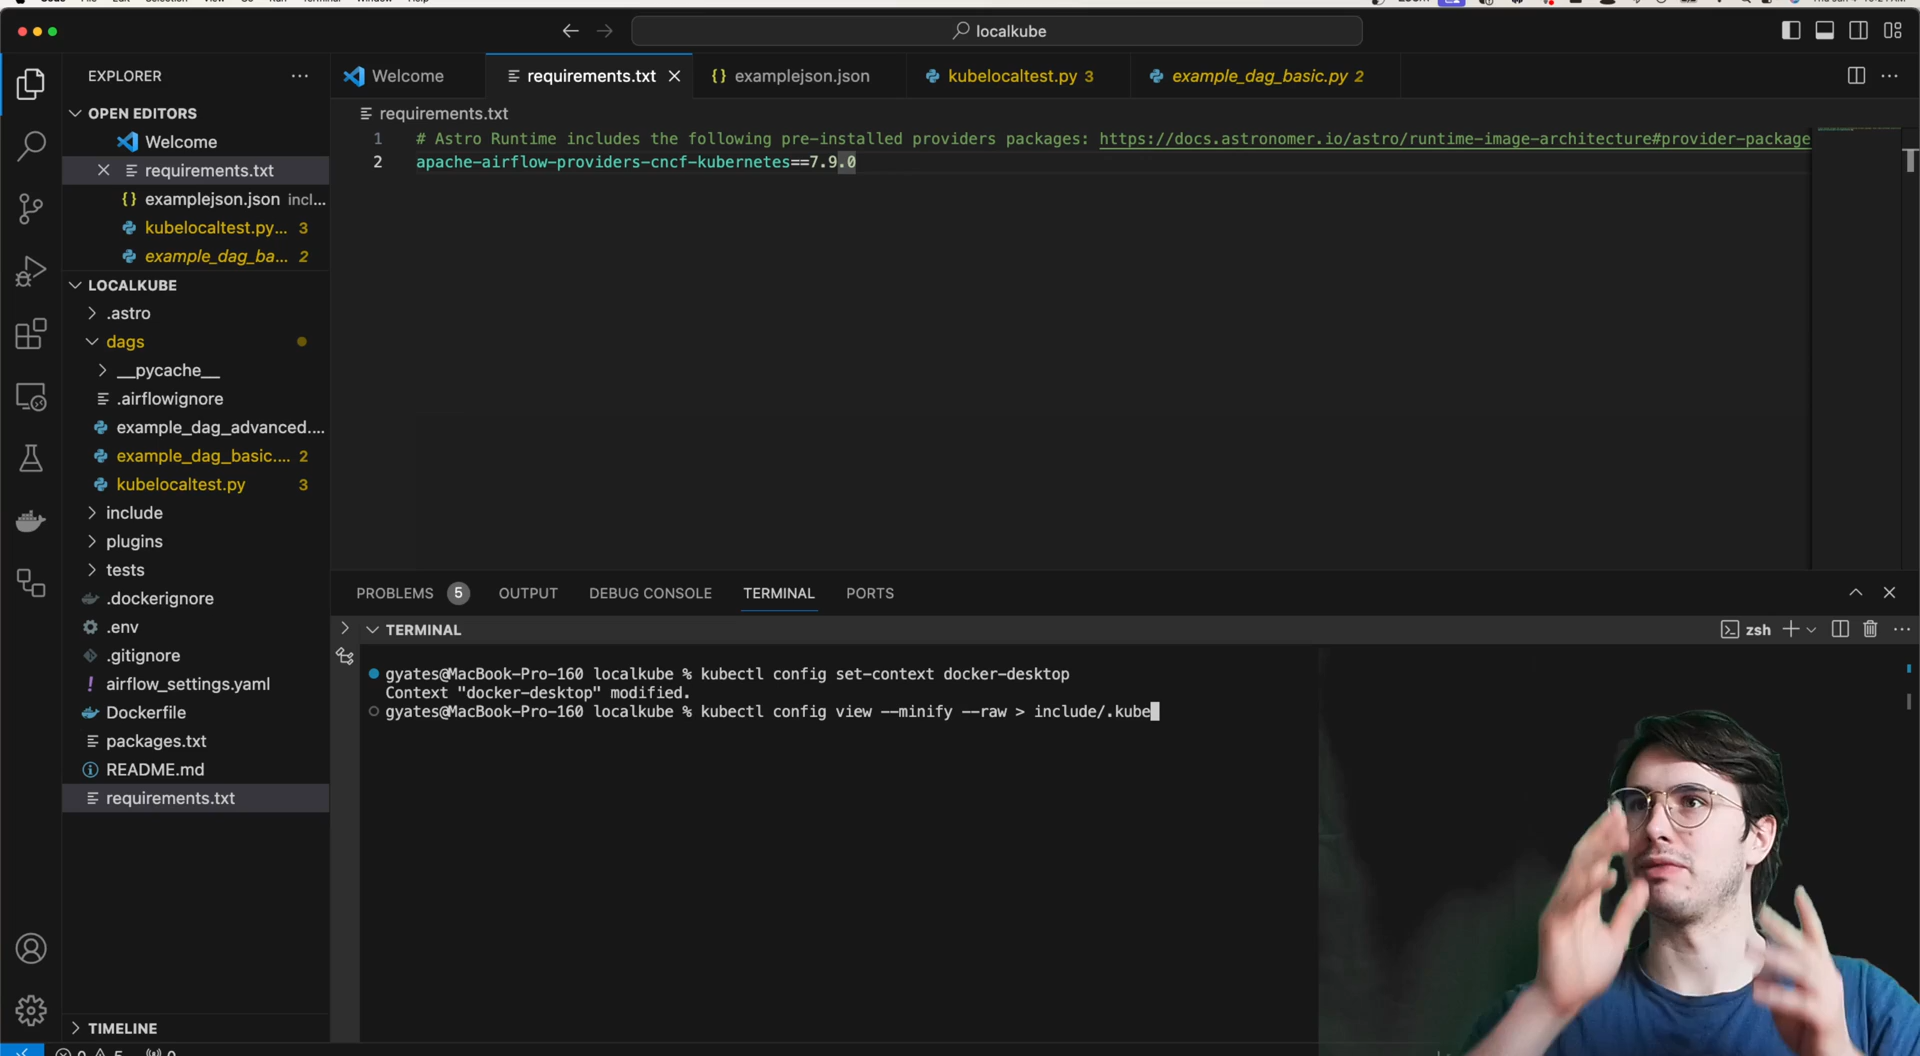 localkube
EXPLORER
OPEN EDITORS
Welcome
requirements.txt
examplejson.json incl...
kubelocaltest.py... 3
example_dag_ba... 2
LOCALKUBE
.astro
dags
__pycache__
.airflowignore
example_dag_advanced....
example_dag_basic.... 2
kubelocaltest.py 3
include
plugins
tests
.dockerignore
.env
.gitignore
airflow_settings.yaml
Dockerfile
packages.txt
README.md
requirements.txt
TIMELINE
Welcome
requirements.txt
examplejson.json
kubelocaltest.py 3
example_dag_basic.py 2
requirements.txt
1 # Astro Runtime includes the following pre-installed providers packages: https://docs.astronomer.io/astro/runtime-image-architecture#provider-package
2 apache-airflow-providers-cncf-kubernetes==7.9.0
PROBLEMS 5 OUTPUT DEBUG CONSOLE TERMINAL PORTS
TERMINAL
zsh
gyates@MacBook-Pro-160 localkube % kubectl config set-context docker-desktop
Context "docker-desktop" modified.
gyates@MacBook-Pro-160 localkube % kubectl config view --minify --raw > include/.kube